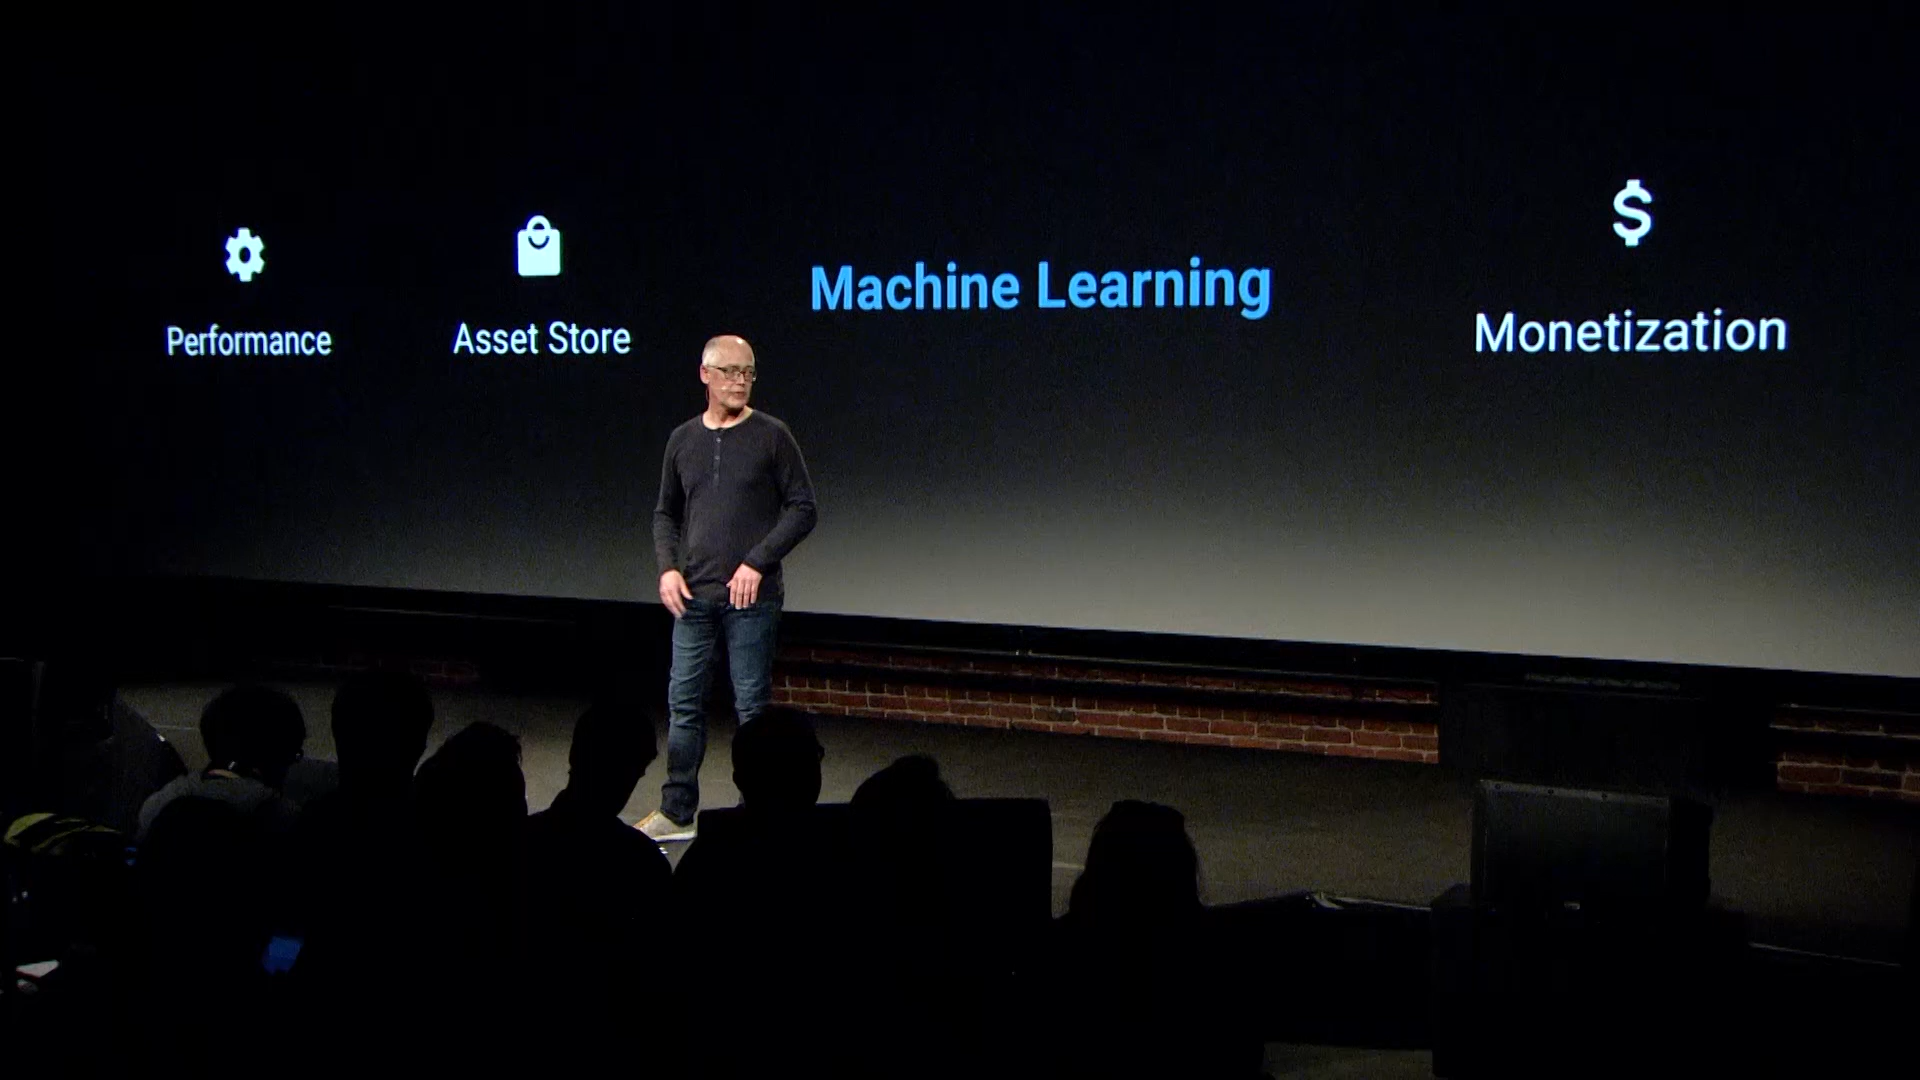 Performance
Asset Store
Machine Learning
$
Monetization